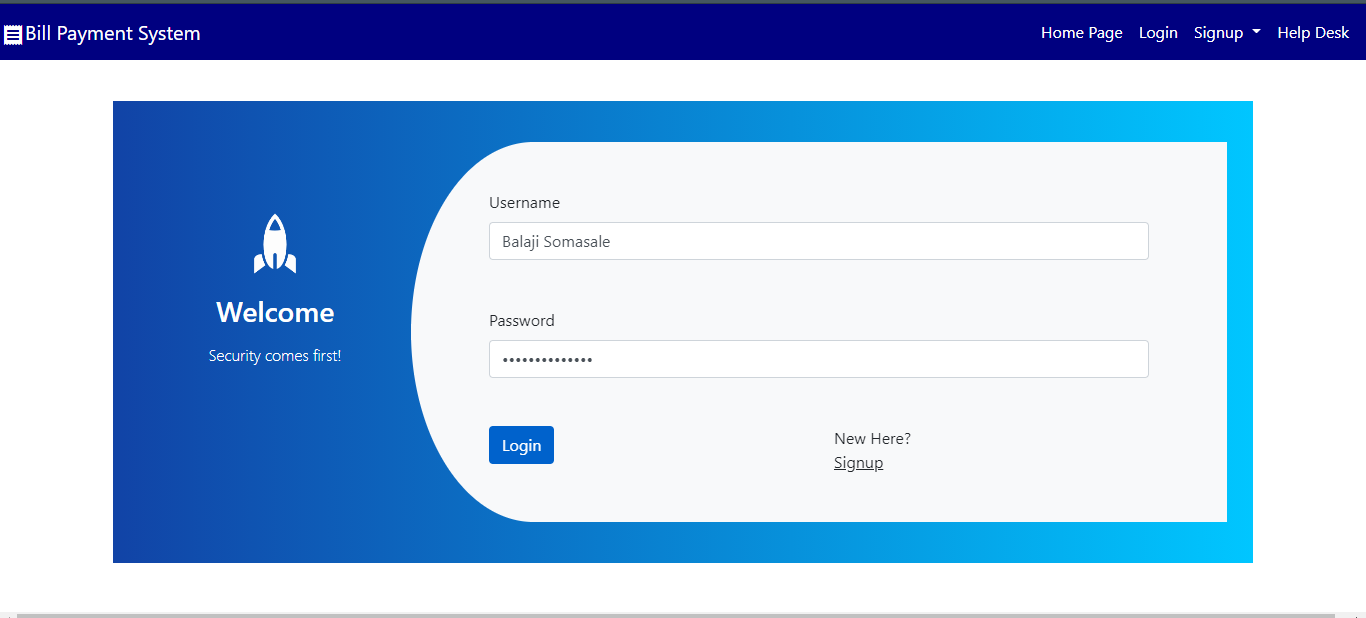 Bill Payment System
Home Page Login Signup Help Desk
Welcome
Security comes first!
Username
Balaji Somasale
Password
••••••••••••••
Login
New Here?
Signup